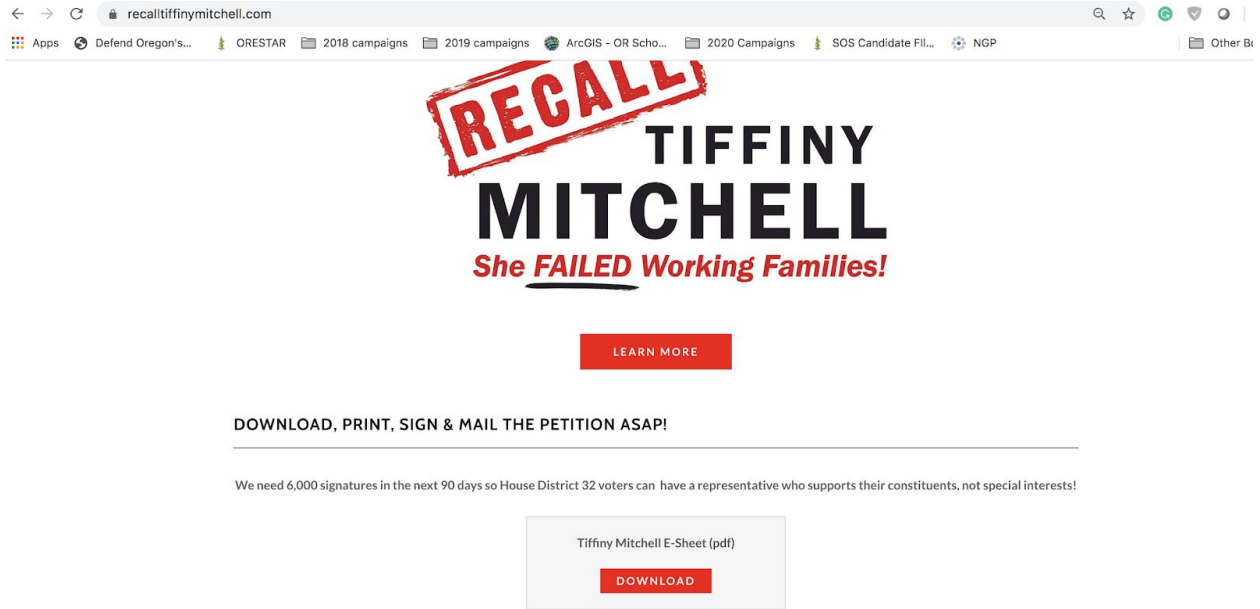 recalltiffinymitchell.com
Apps Defend Oregon's... ORESTAR 2018 campaigns 2019 campaigns ArcGIS - OR Scho... 2020 Campaigns SOS Candidate FIl... NGP Other Bo
RECALL
TIFFINY
MITCHELL
She FAILED Working Families!
LEARN MORE
DOWNLOAD, PRINT, SIGN & MAIL THE PETITION ASAP!
We need 6,000 signatures in the next 90 days so House District 32 voters can have a representative who supports their constituents, not special interests!
Tiffiny Mitchell E-Sheet (pdf)
DOWNLOAD